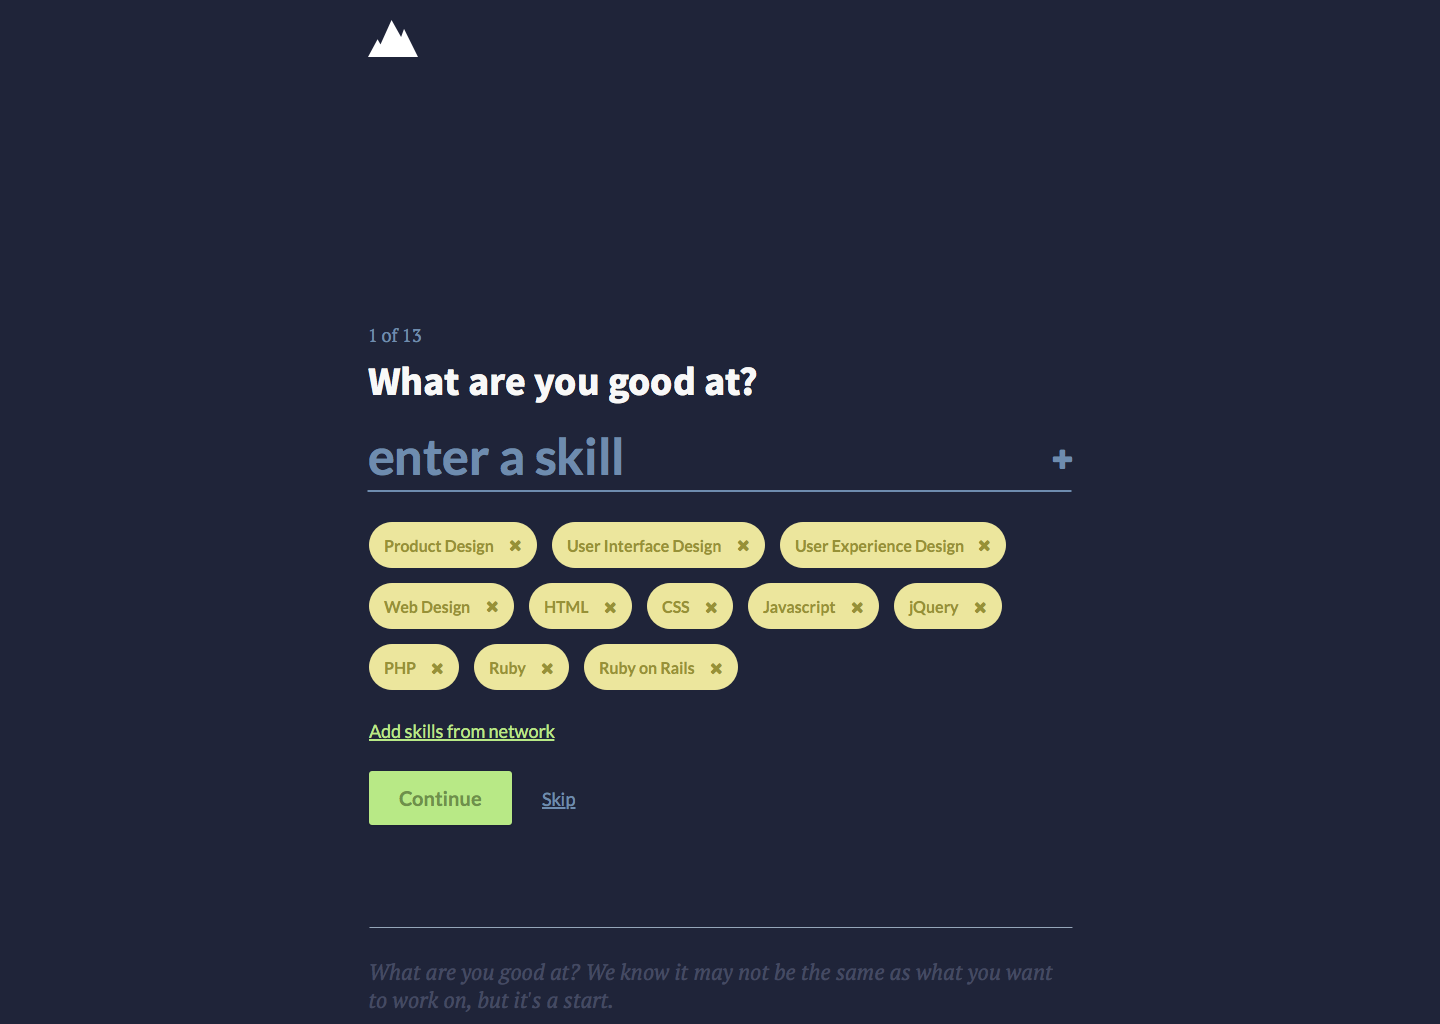 1 of 13
What are you good at?
enter a skill
Product Design User Interface Design User Experience Design
Web Design HTML CSS Javascript jQuery
PHP Ruby Ruby on Rails
Add skills from network
Continue Skip
What are you good at? We know it may not be the same as what you want
to work on, but it's a start.